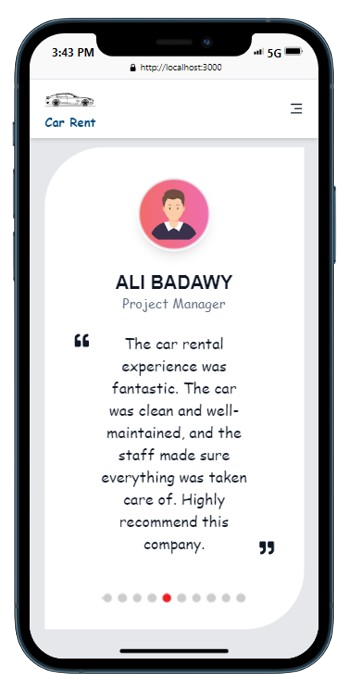 3:43 PM
5G
http://localhost:3000
Car Rent
ALI BADAWY
Project Manager
“ The car rental
experience was
fantastic. The car
was clean and well-
maintained, and the
staff made sure
everything was taken
care of. Highly
recommend this
company. ”